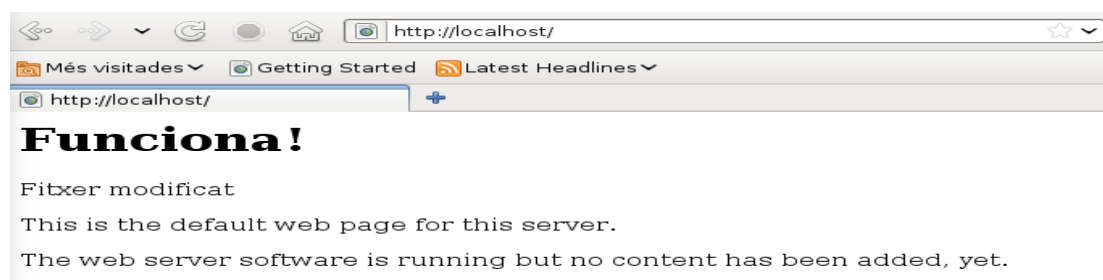 http://localhost/
Més visitades Getting Started Latest Headlines
http://localhost/
Funciona!
Fitxer modificat
This is the default web page for this server.
The web server software is running but no content has been added, yet.